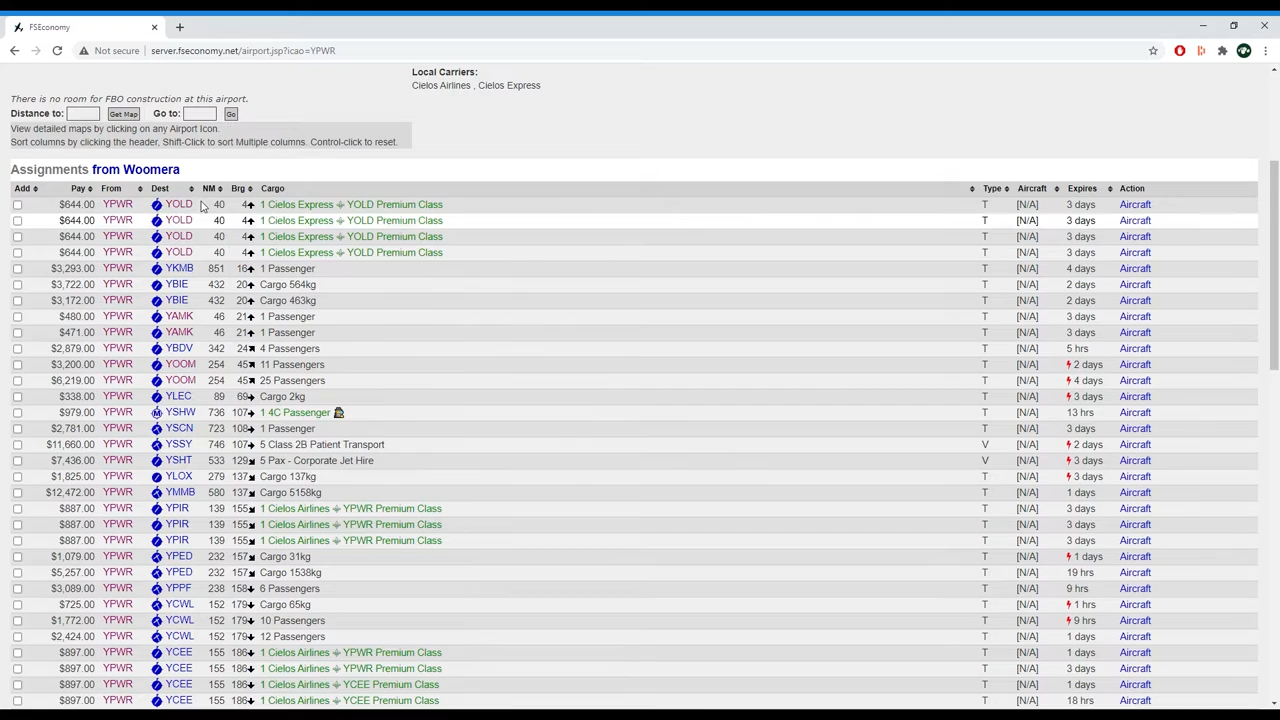 FSEconomy
Not secure server.fseconomy.net/airport.jsp?icao=YPWR
Local Carriers:
Cielos Airlines , Cielos Express
There is no room for FBO construction at this airport.
Distance to: Get Map Go to: Go
View detailed maps by clicking on any Airport Icon.
Sort columns by clicking the header, Shift-Click to sort Multiple columns. Control-click to reset.
Assignments from Woomera
Add Pay From Dest NM Brg Cargo Type Aircraft Expires Action
$644.00 YPWR YOLD 40 4 1 Cielos Express YOLD Premium Class T [N/A] 3 days Aircraft
$644.00 YPWR YOLD 40 4 1 Cielos Express YOLD Premium Class T [N/A] 3 days Aircraft
$644.00 YPWR YOLD 40 4 1 Cielos Express YOLD Premium Class T [N/A] 3 days Aircraft
$644.00 YPWR YOLD 40 4 1 Cielos Express YOLD Premium Class T [N/A] 3 days Aircraft
$3,293.00 YPWR YKMB 851 16 1 Passenger T [N/A] 4 days Aircraft
$3,722.00 YPWR YBIE 432 20 Cargo 564kg T [N/A] 2 days Aircraft
$3,172.00 YPWR YBIE 432 20 Cargo 463kg T [N/A] 2 days Aircraft
$480.00 YPWR YAMK 46 21 1 Passenger T [N/A] 3 days Aircraft
$471.00 YPWR YAMK 46 21 1 Passenger T [N/A] 3 days Aircraft
$2,879.00 YPWR YBDV 342 24 4 Passengers T [N/A] 5 hrs Aircraft
$3,200.00 YPWR YOOM 254 45 11 Passengers T [N/A] 2 days Aircraft
$6,219.00 YPWR YOOM 254 45 25 Passengers T [N/A] 4 days Aircraft
$338.00 YPWR YLEC 89 69 Cargo 2kg T [N/A] 3 days Aircraft
$979.00 YPWR M YSHW 736 107 1 4C Passenger T [N/A] 13 hrs Aircraft
$2,781.00 YPWR YSCN 723 108 1 Passenger T [N/A] 3 days Aircraft
$11,660.00 YPWR YSSY 746 107 5 Class 2B Patient Transport V [N/A] 2 days Aircraft
$7,436.00 YPWR YSHT 533 129 5 Pax - Corporate Jet Hire V [N/A] 3 days Aircraft
$1,825.00 YPWR YLOX 279 137 Cargo 137kg T [N/A] 3 days Aircraft
$12,472.00 YPWR YMMB 580 137 Cargo 5158kg T [N/A] 1 days Aircraft
$887.00 YPWR YPIR 139 155 1 Cielos Airlines YPWR Premium Class T [N/A] 3 days Aircraft
$887.00 YPWR YPIR 139 155 1 Cielos Airlines YPWR Premium Class T [N/A] 3 days Aircraft
$887.00 YPWR YPIR 139 155 1 Cielos Airlines YPWR Premium Class T [N/A] 3 days Aircraft
$1,079.00 YPWR YPED 232 157 Cargo 31kg T [N/A] 1 days Aircraft
$5,257.00 YPWR YPED 232 157 Cargo 1538kg T [N/A] 19 hrs Aircraft
$3,089.00 YPWR YPPF 238 158 6 Passengers T [N/A] 9 hrs Aircraft
$725.00 YPWR YCWL 152 179 Cargo 65kg T [N/A] 1 hrs Aircraft
$1,772.00 YPWR YCWL 152 179 10 Passengers T [N/A] 9 hrs Aircraft
$2,424.00 YPWR YCWL 152 179 12 Passengers T [N/A] 1 days Aircraft
$897.00 YPWR YCEE 155 186 1 Cielos Airlines YPWR Premium Class T [N/A] 1 days Aircraft
$897.00 YPWR YCEE 155 186 1 Cielos Airlines YPWR Premium Class T [N/A] 3 days Aircraft
$897.00 YPWR YCEE 155 186 1 Cielos Airlines YCEE Premium Class T [N/A] 1 days Aircraft
$897.00 YPWR YCEE 155 186 1 Cielos Airlines YCEE Premium Class T [N/A] 18 hrs Aircraft